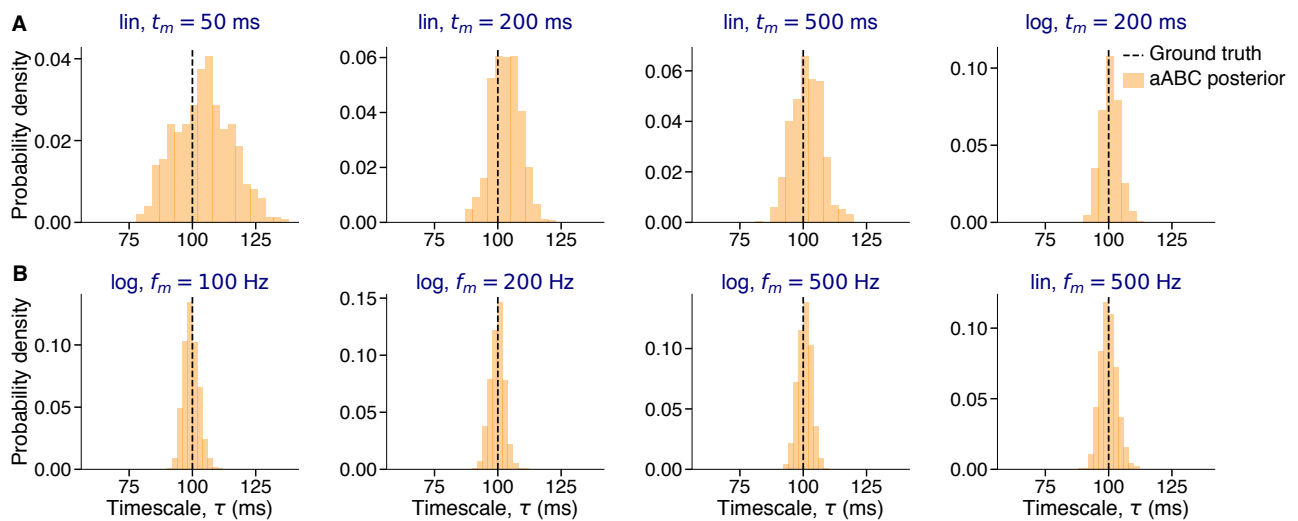 A
lin, t_m = 50 ms
lin, t_m = 200 ms
lin, t_m = 500 ms
log, t_m = 200 ms
Probability density
0.04
0.02
0.00
75 100 125
0.06
0.04
0.02
0.00
75 100 125
0.06
0.04
0.02
0.00
75 100 125
0.10
0.05
0.00
75 100 125
Ground truth
aABC posterior
B
log, f_m = 100 Hz
log, f_m = 200 Hz
log, f_m = 500 Hz
lin, f_m = 500 Hz
Probability density
0.10
0.05
0.00
75 100 125
Timescale, τ (ms)
0.15
0.10
0.05
0.00
75 100 125
Timescale, τ (ms)
0.10
0.05
0.00
75 100 125
Timescale, τ (ms)
0.10
0.05
0.00
75 100 125
Timescale, τ (ms)